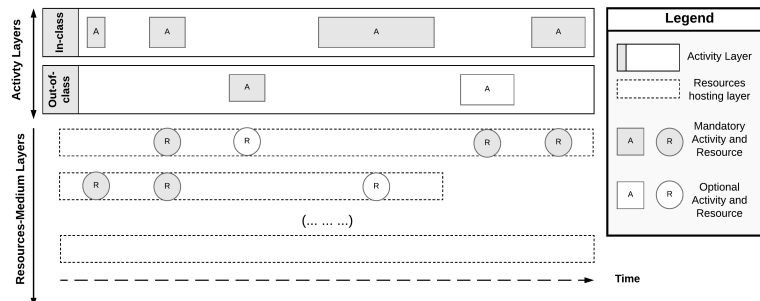 Activty Layers
In-class
A
A
A
A
Out-of-
class
A
A
Resources-Medium Layers
R
R
R
R
R
R
R
(... ... ...)
Time
Legend
Activity Layer
Resources
hosting layer
A
R
Mandatory
Activity and
Resource
A
R
Optional
Activity and
Resource